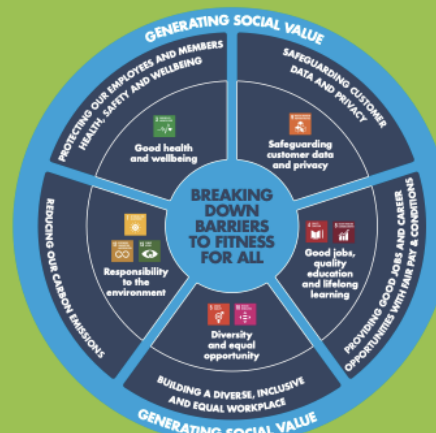 GENERATING SOCIAL VALUE
PROTECTING OUR EMPLOYEES AND MEMBERS
HEALTH, SAFETY AND WELLBEING
SAFEGUARDING CUSTOMER
DATA AND PRIVACY
Good health
and wellbeing
Safeguarding
customer data
and privacy
BREAKING
DOWN
BARRIERS
TO FITNESS
FOR ALL
REDUCING OUR CARBON EMISSIONS
Responsibility
to the
environment
Good jobs,
quality
education
and lifelong
learning
PROVIDING GOOD JOBS AND CAREER
OPPORTUNITIES WITH FAIR PAY & CONDITIONS
Diversity
and equal
opportunity
BUILDING A DIVERSE, INCLUSIVE
AND EQUAL WORKPLACE
GENERATING SOCIAL VALUE